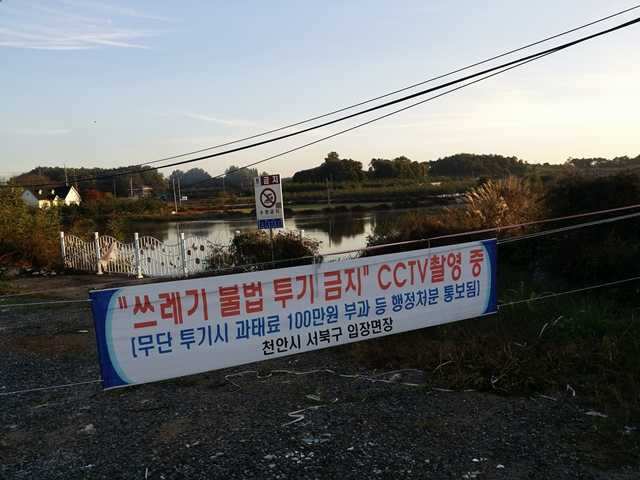 금지
"쓰레기 불법 투기 금지" CCTV촬영 중
(무단 투기시 과태료 100만원 부과 등 행정처분 통보됨)
천안시 서북구 입장면장